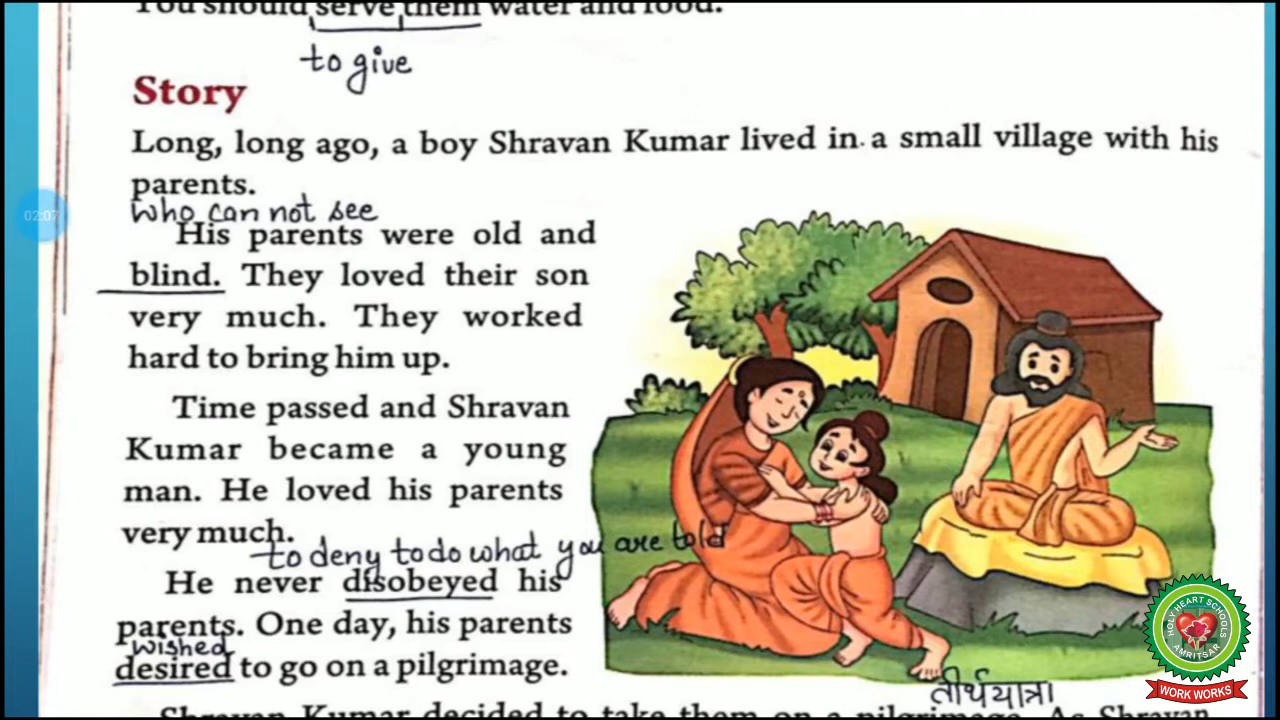 You should serve them water and food.
to give
Story
Long, long ago, a boy Shravan Kumar lived in a small village with his
parents.
who can not see
02:07
His parents were old and
blind. They loved their son
very much. They worked
hard to bring him up.
Time passed and Shravan
Kumar became a young
man. He loved his parents
very much.
to deny to do what you are told
He never disobeyed his
parents. One day, his parents
wished
desired to go on a pilgrimage.
तीर्थयात्रा
Shravan Kumar decided to take them on a pilgrimage. As Shravan
HOLY HEART SCHOOLS
AMRITSAR
WORK WORKS